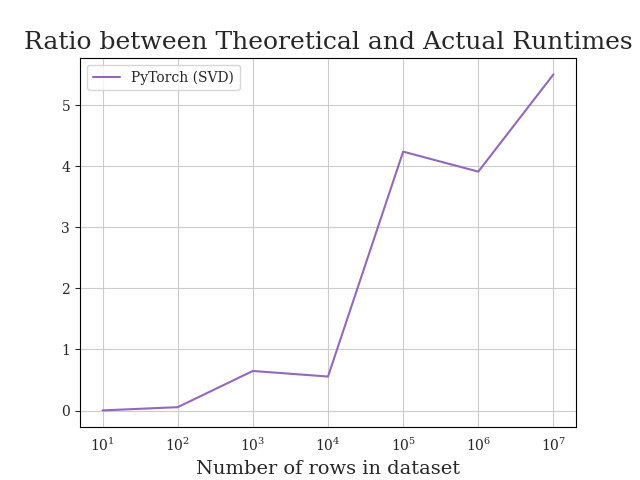 Ratio between Theoretical and Actual Runtimes
PyTorch (SVD)
5
4
3
2
1
0
10¹ 10² 10³ 10⁴ 10⁵ 10⁶ 10⁷
Number of rows in dataset